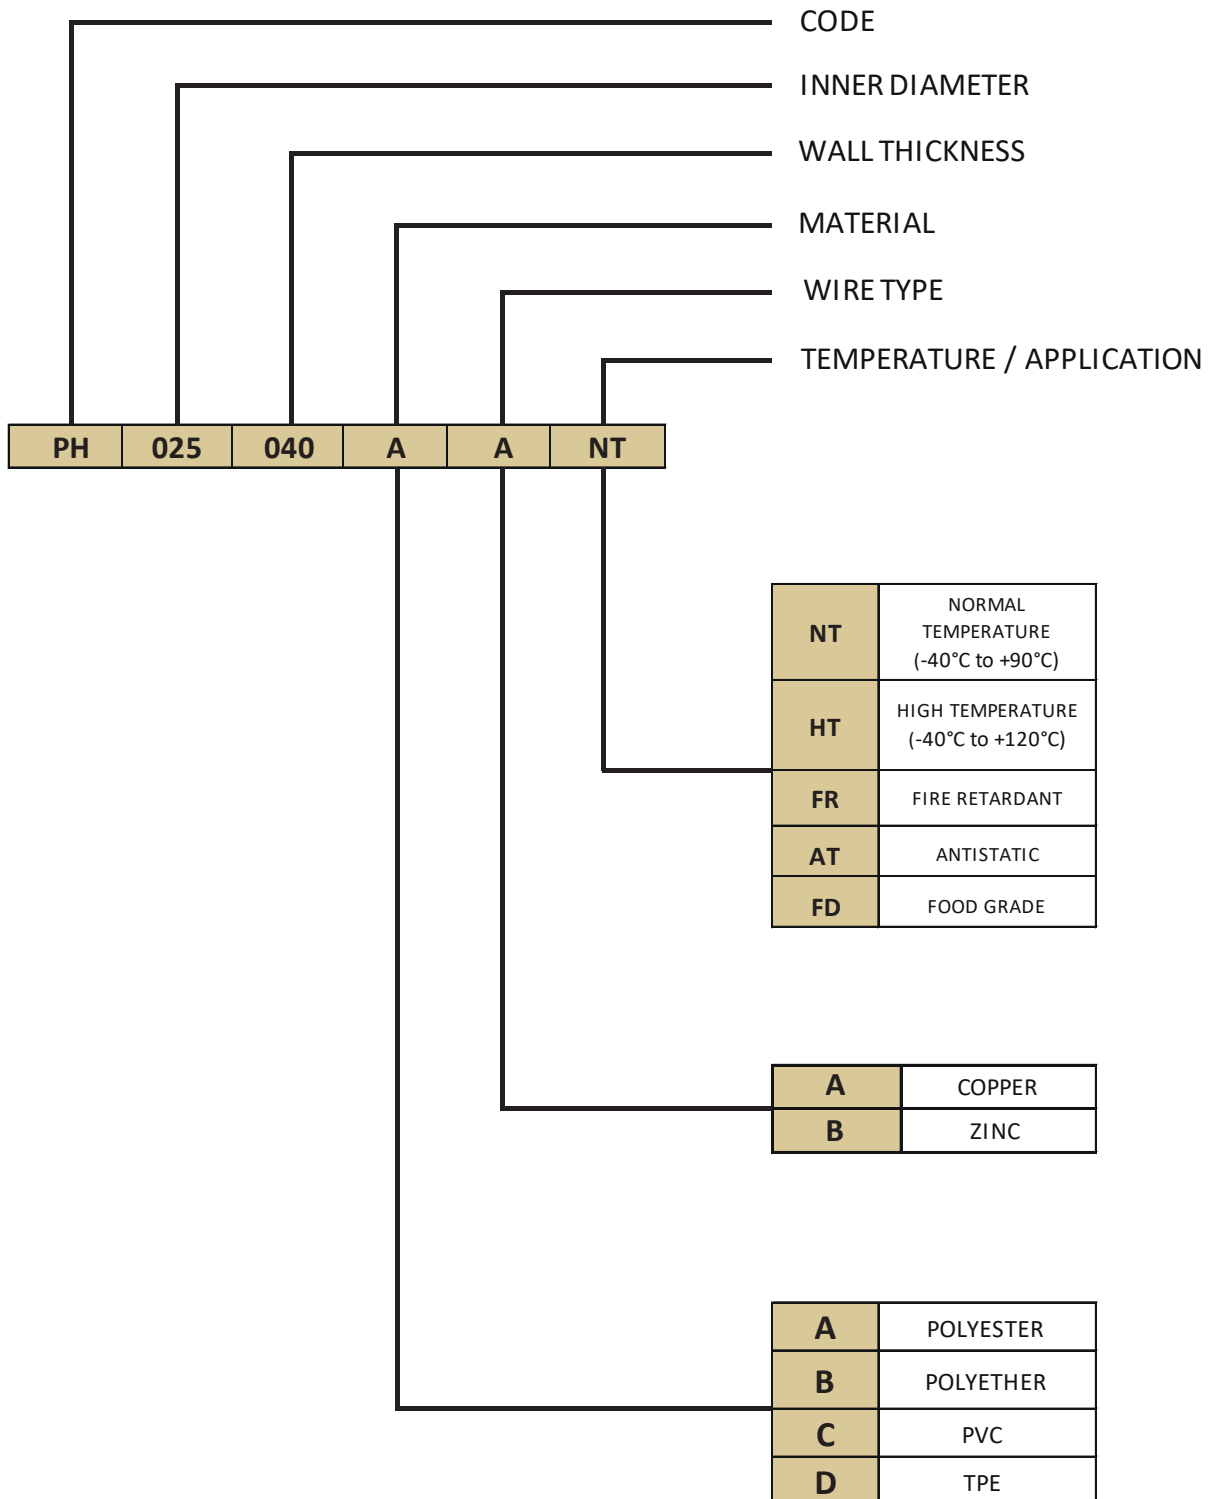 CODE
INNER DIAMETER
WALL THICKNESS
MATERIAL
WIRE TYPE
TEMPERATURE / APPLICATION
PH 025 040 A A NT
NT NORMAL
TEMPERATURE
(-40°C to +90°C)
HT HIGH TEMPERATURE
(-40°C to +120°C)
FR FIRE RETARDANT
AT ANTISTATIC
FD FOOD GRADE
A COPPER
B ZINC
A POLYESTER
B POLYETHER
C PVC
D TPE